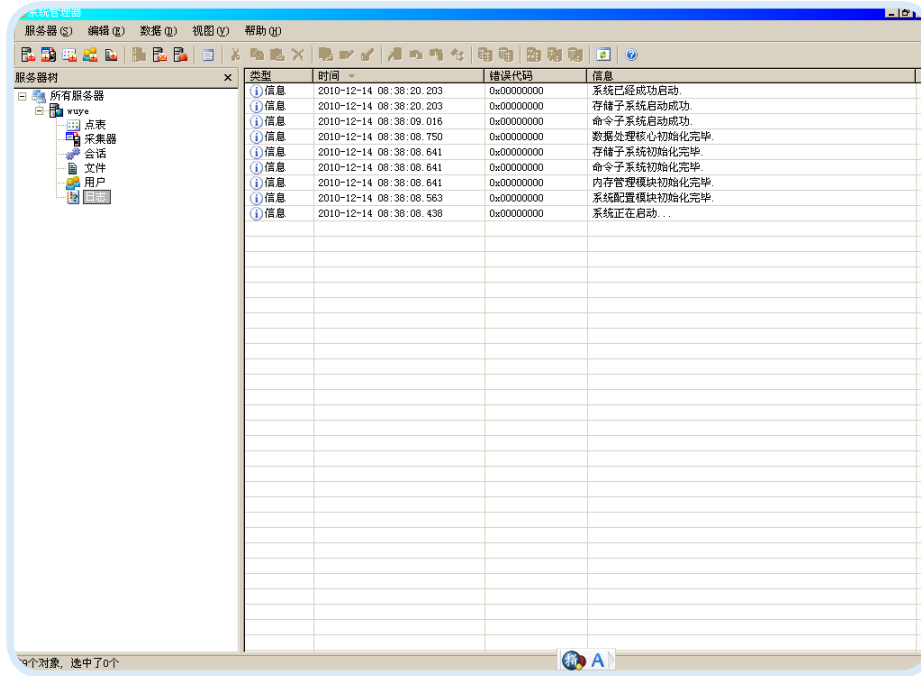 系统管理器
服务器(S) 编辑(E) 数据(D) 视图(V) 帮助(H)
服务器树
所有服务器
wuye
点表
采集器
会话
文件
用户
日志
类型 时间 错误代码 信息
信息 2010-12-14 08:38:20.203 0x00000000 系统已经成功启动.
信息 2010-12-14 08:38:20.203 0x00000000 存储子系统启动成功.
信息 2010-12-14 08:38:09.016 0x00000000 命令子系统启动成功.
信息 2010-12-14 08:38:08.750 0x00000000 数据处理核心初始化完毕.
信息 2010-12-14 08:38:08.641 0x00000000 存储子系统初始化完毕.
信息 2010-12-14 08:38:08.641 0x00000000 命令子系统初始化完毕.
信息 2010-12-14 08:38:08.641 0x00000000 内存管理模块初始化完毕.
信息 2010-12-14 08:38:08.563 0x00000000 系统配置模块初始化完毕.
信息 2010-12-14 08:38:08.438 0x00000000 系统正在启动...
9个对象, 选中了0个
A